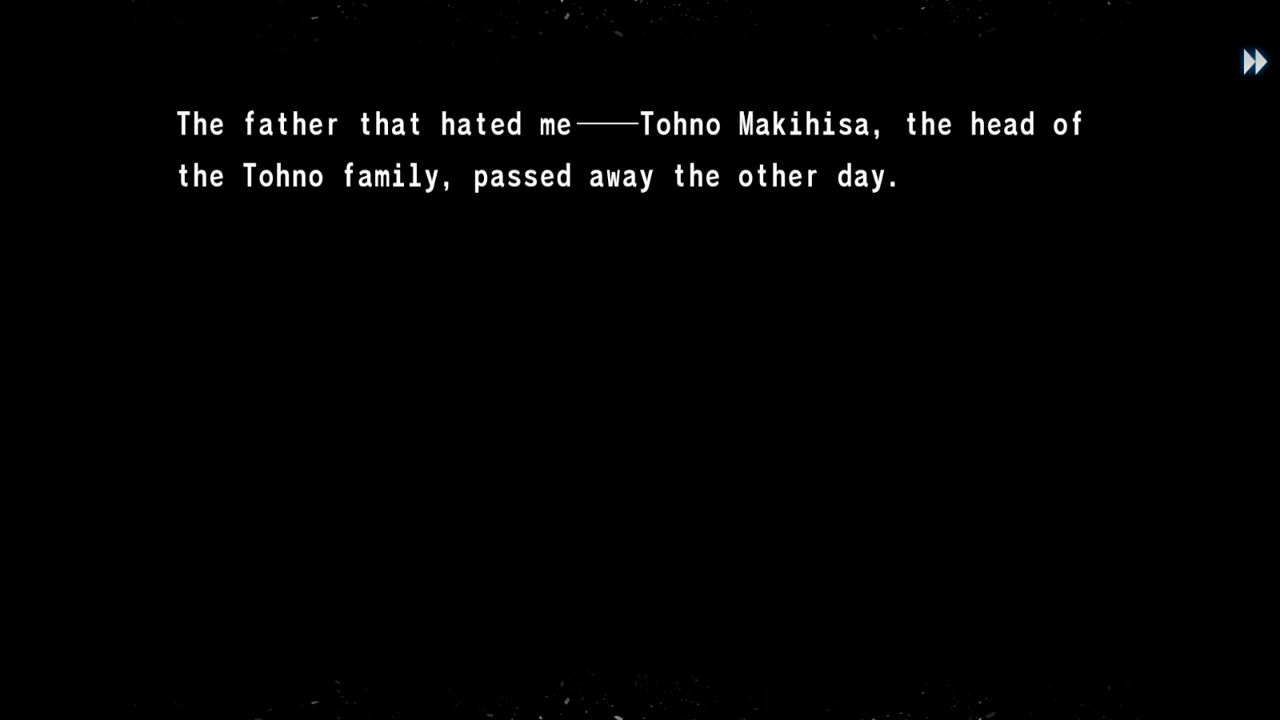 The father that hated me――Tohno Makihisa, the head of
the Tohno family, passed away the other day.